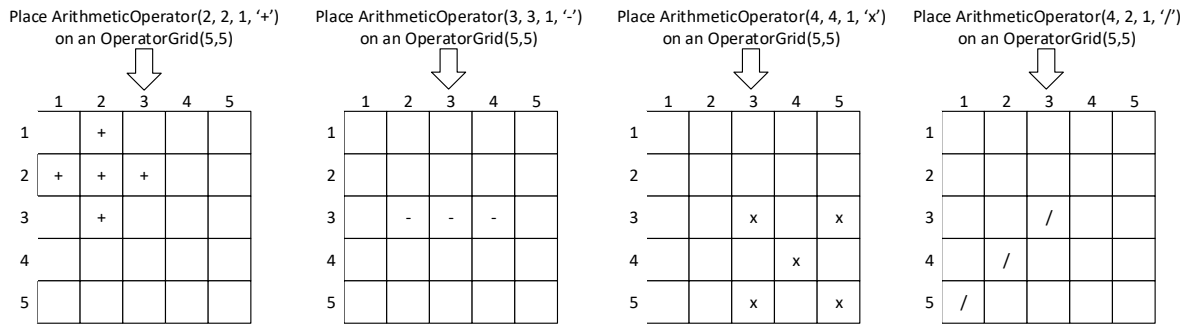 Place ArithmeticOperator(2, 2, 1, ‘+’)
on an OperatorGrid(5,5)
1 2 3 4 5
1 +
2 + + +
3 +
4
5
Place ArithmeticOperator(3, 3, 1, ‘-’)
on an OperatorGrid(5,5)
1 2 3 4 5
1
2
3 - - -
4
5
Place ArithmeticOperator(4, 4, 1, ‘x’)
on an OperatorGrid(5,5)
1 2 3 4 5
1
2
3 x x
4 x
5 x x
Place ArithmeticOperator(4, 2, 1, ‘/’)
on an OperatorGrid(5,5)
1 2 3 4 5
1
2
3 /
4 /
5 /